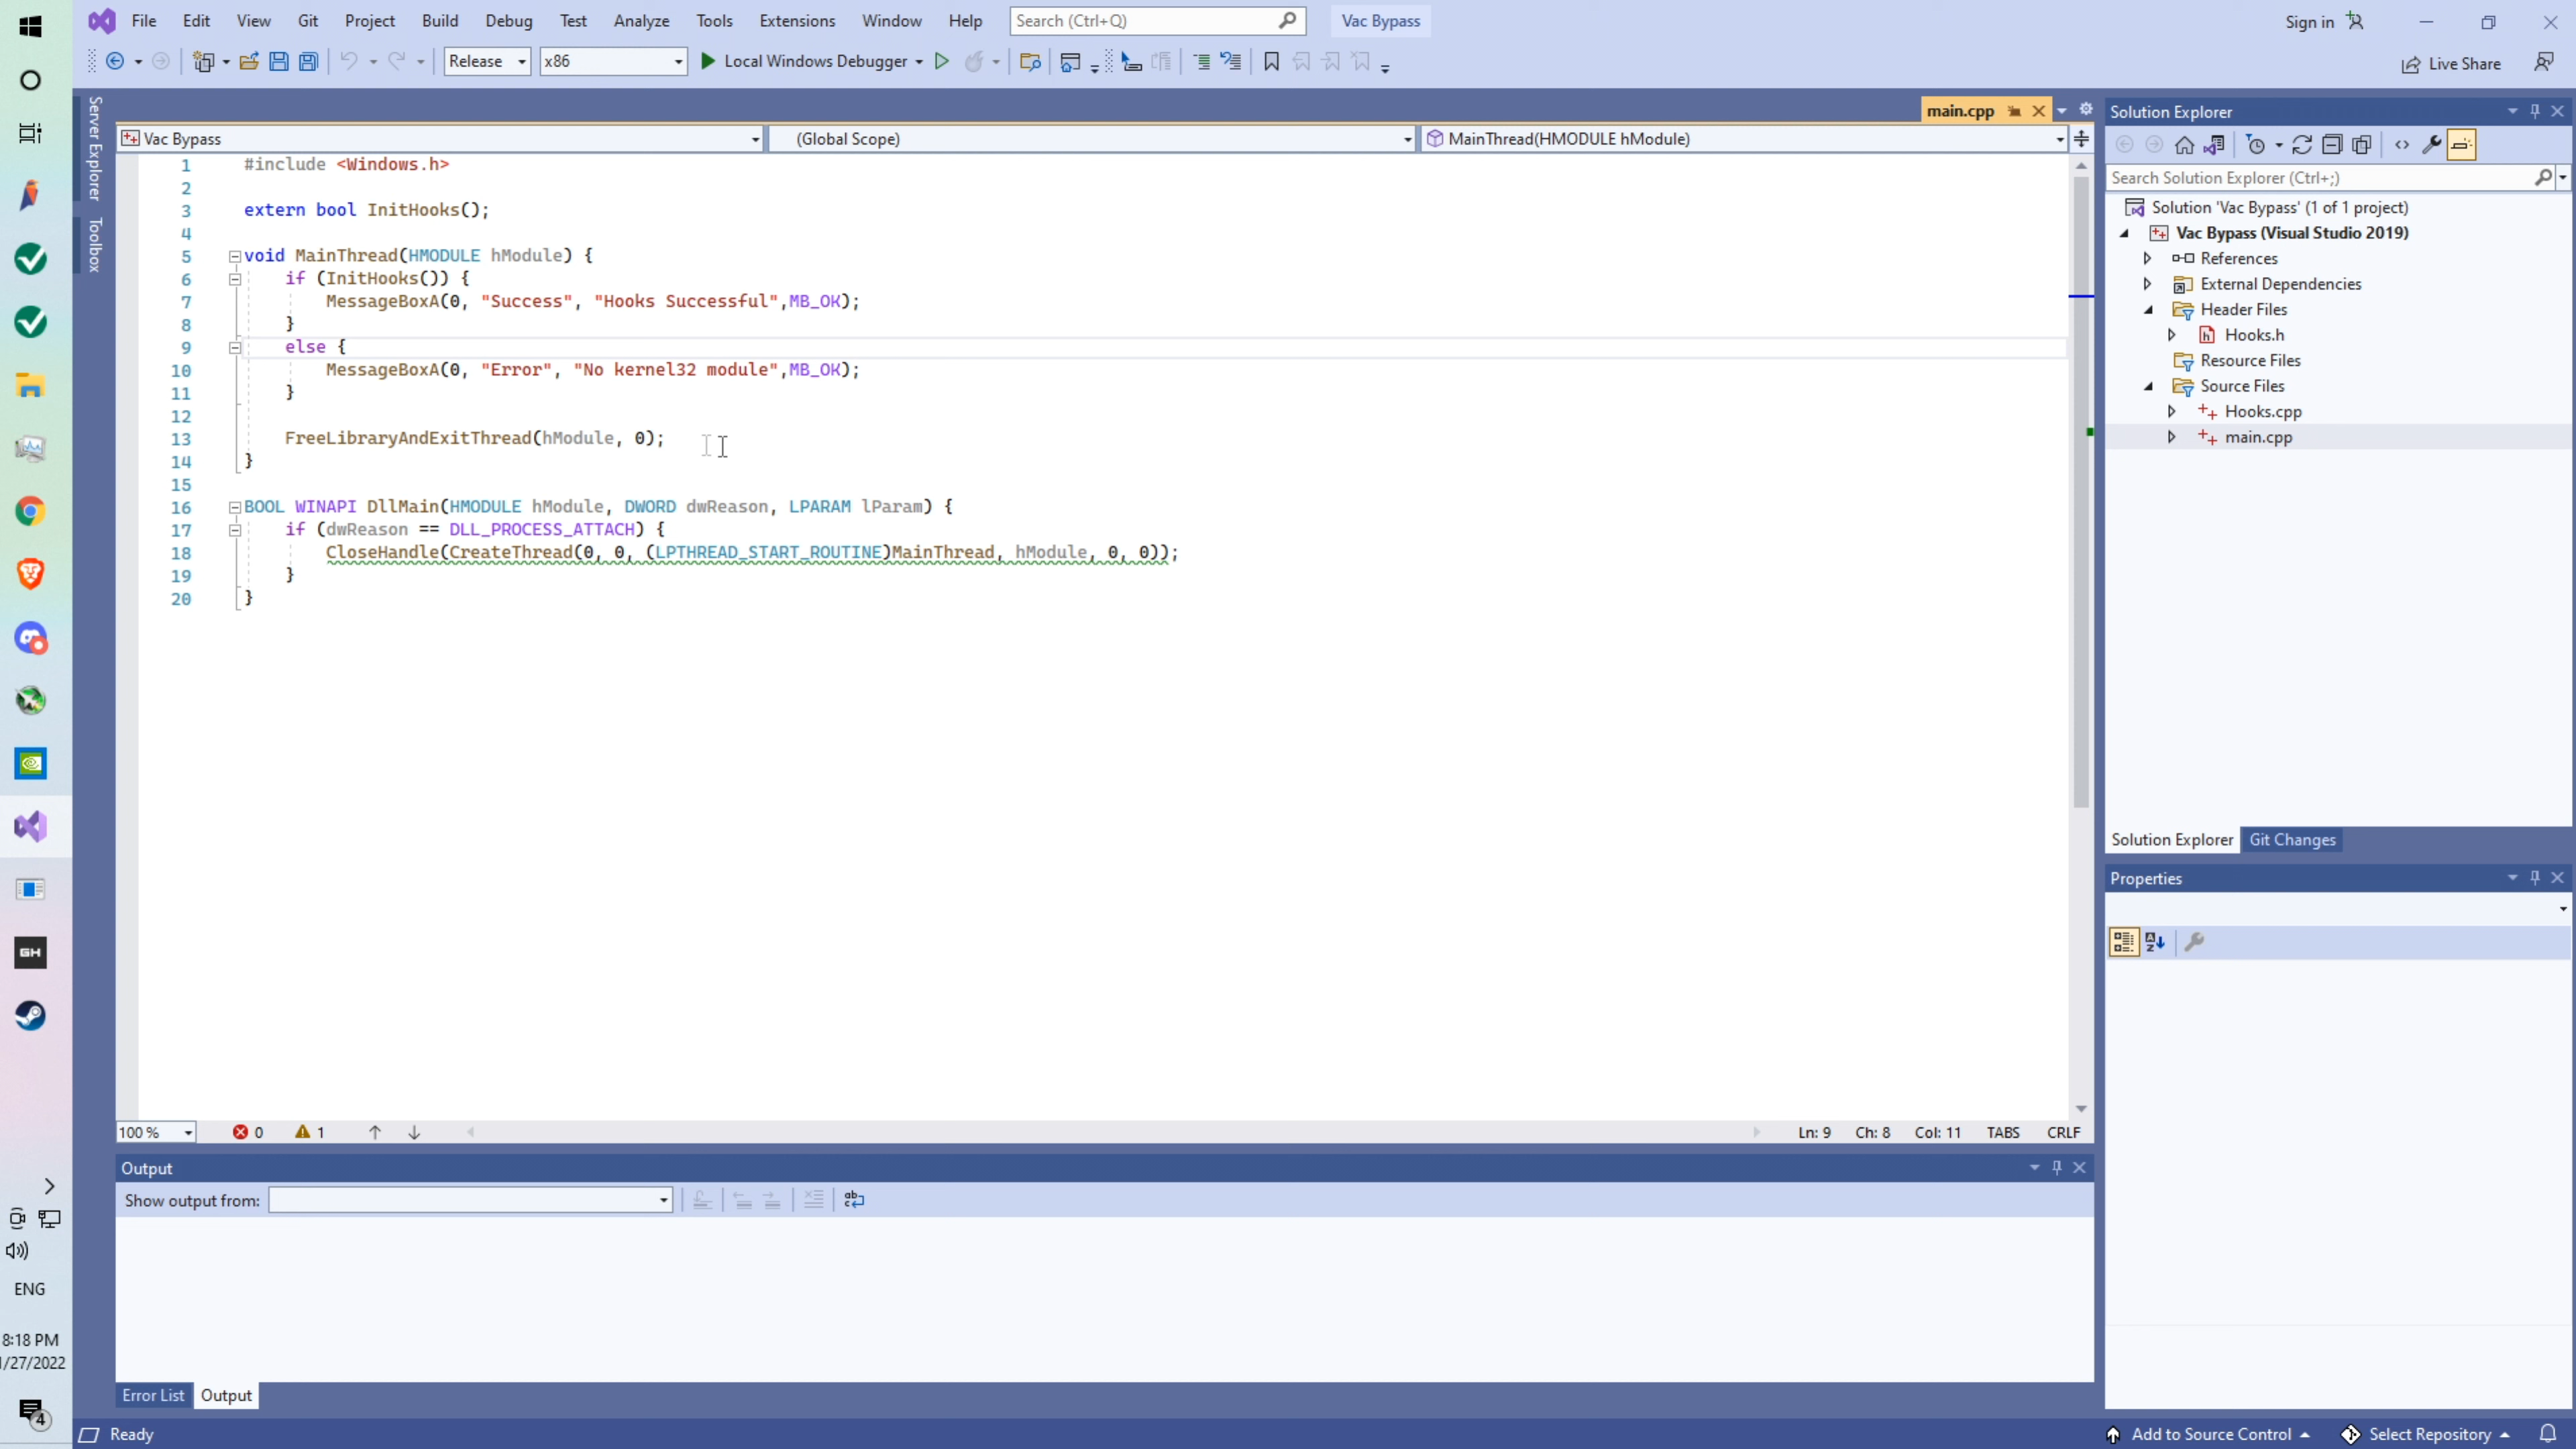 File Edit View Git Project Build Debug Test Analyze Tools Extensions Window Help Search (Ctrl+Q) Vac Bypass Sign in
Release x86 Local Windows Debugger Live Share
Server Explorer
Toolbox
main.cpp
Vac Bypass (Global Scope) MainThread(HMODULE hModule)
1 #include <Windows.h>
2
3 extern bool InitHooks();
4
5 void MainThread(HMODULE hModule) {
6 if (InitHooks()) {
7 MessageBoxA(0, "Success", "Hooks Successful",MB_OK);
8 }
9 else {
10 MessageBoxA(0, "Error", "No kernel32 module",MB_OK);
11 }
12
13 FreeLibraryAndExitThread(hModule, 0);
14 }
15
16 BOOL WINAPI DllMain(HMODULE hModule, DWORD dwReason, LPARAM lParam) {
17 if (dwReason == DLL_PROCESS_ATTACH) {
18 CloseHandle(CreateThread(0, 0, (LPTHREAD_START_ROUTINE)MainThread, hModule, 0, 0));
19 }
20 }
100 % 0 1 Ln: 9 Ch: 8 Col: 11 TABS CRLF
Output
Show output from:
Error List Output
Solution Explorer
Search Solution Explorer (Ctrl+;)
Solution 'Vac Bypass' (1 of 1 project)
Vac Bypass (Visual Studio 2019)
References
External Dependencies
Header Files
Hooks.h
Resource Files
Source Files
Hooks.cpp
main.cpp
Solution Explorer Git Changes
Properties
GH
ENG
8:18 PM
/27/2022
4
Ready Add to Source Control Select Repository